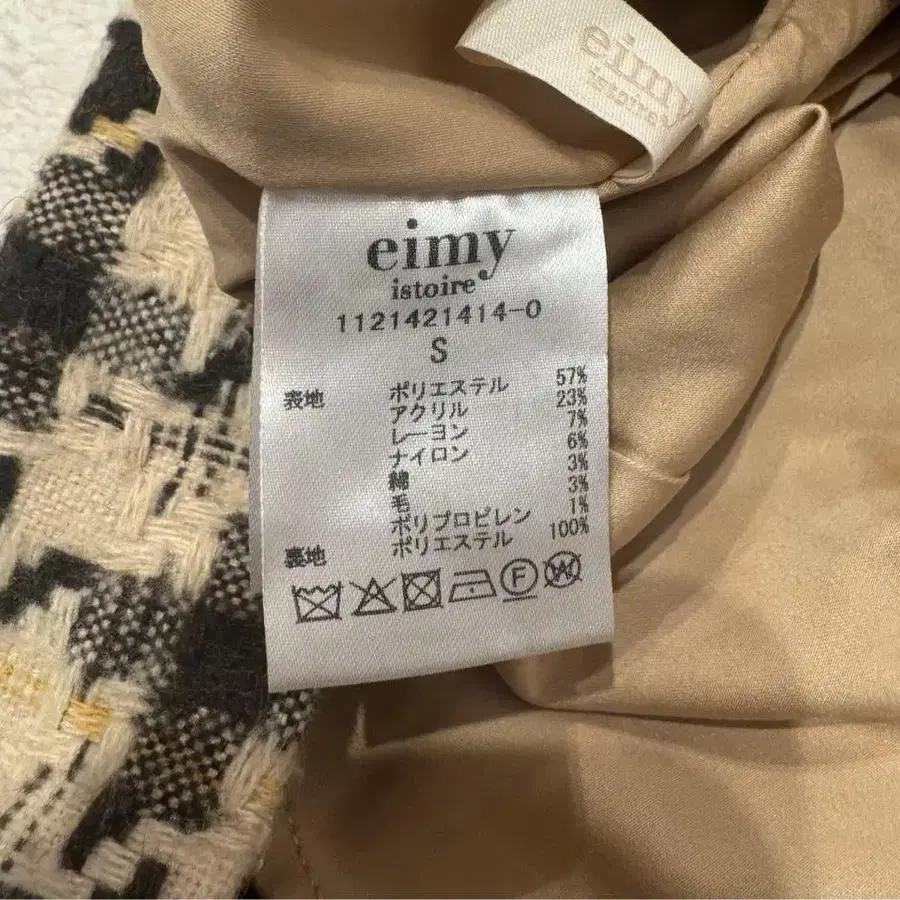 eimy
istoire
eimy
istoire
1121421414-0
S
表地 ポリエステル 57%
アクリル 23%
レーヨン 7%
ナイロン 6%
綿 3%
毛 3%
ポリプロピレン 1%
裏地 ポリエステル 100%
F W